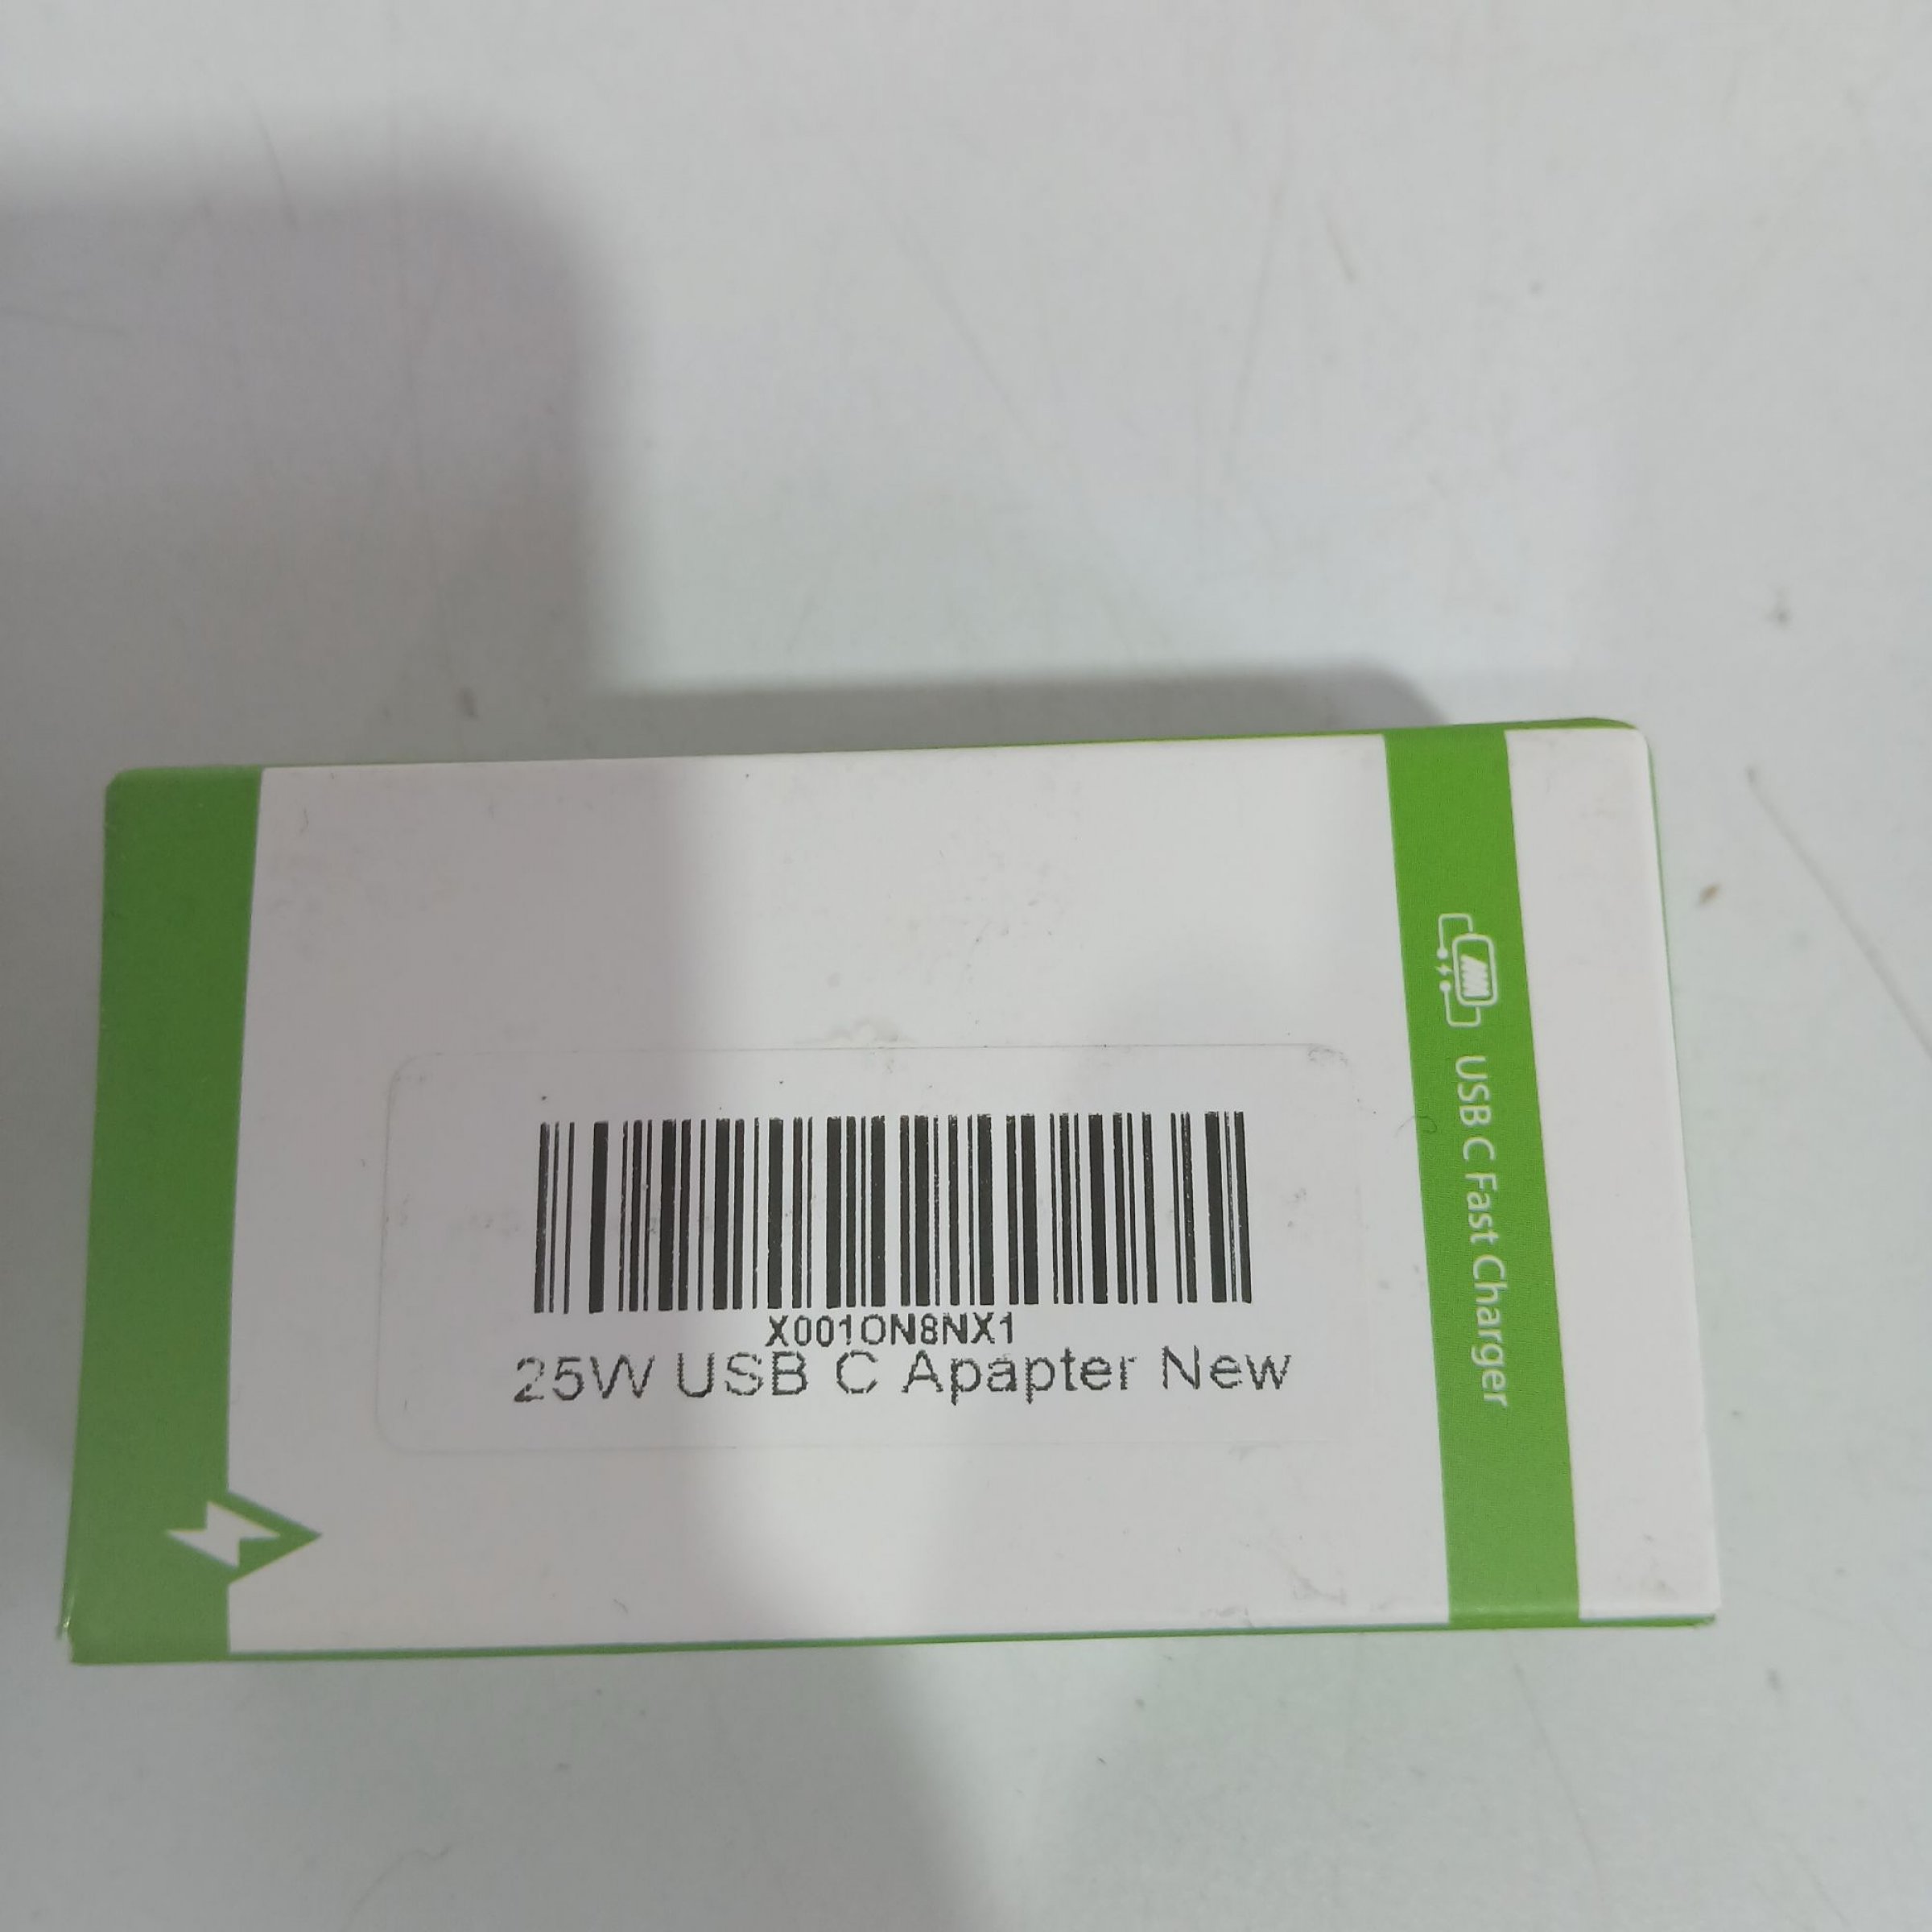 X001ON8NX1
25W USB C Apapter New
USB C Fast Charger